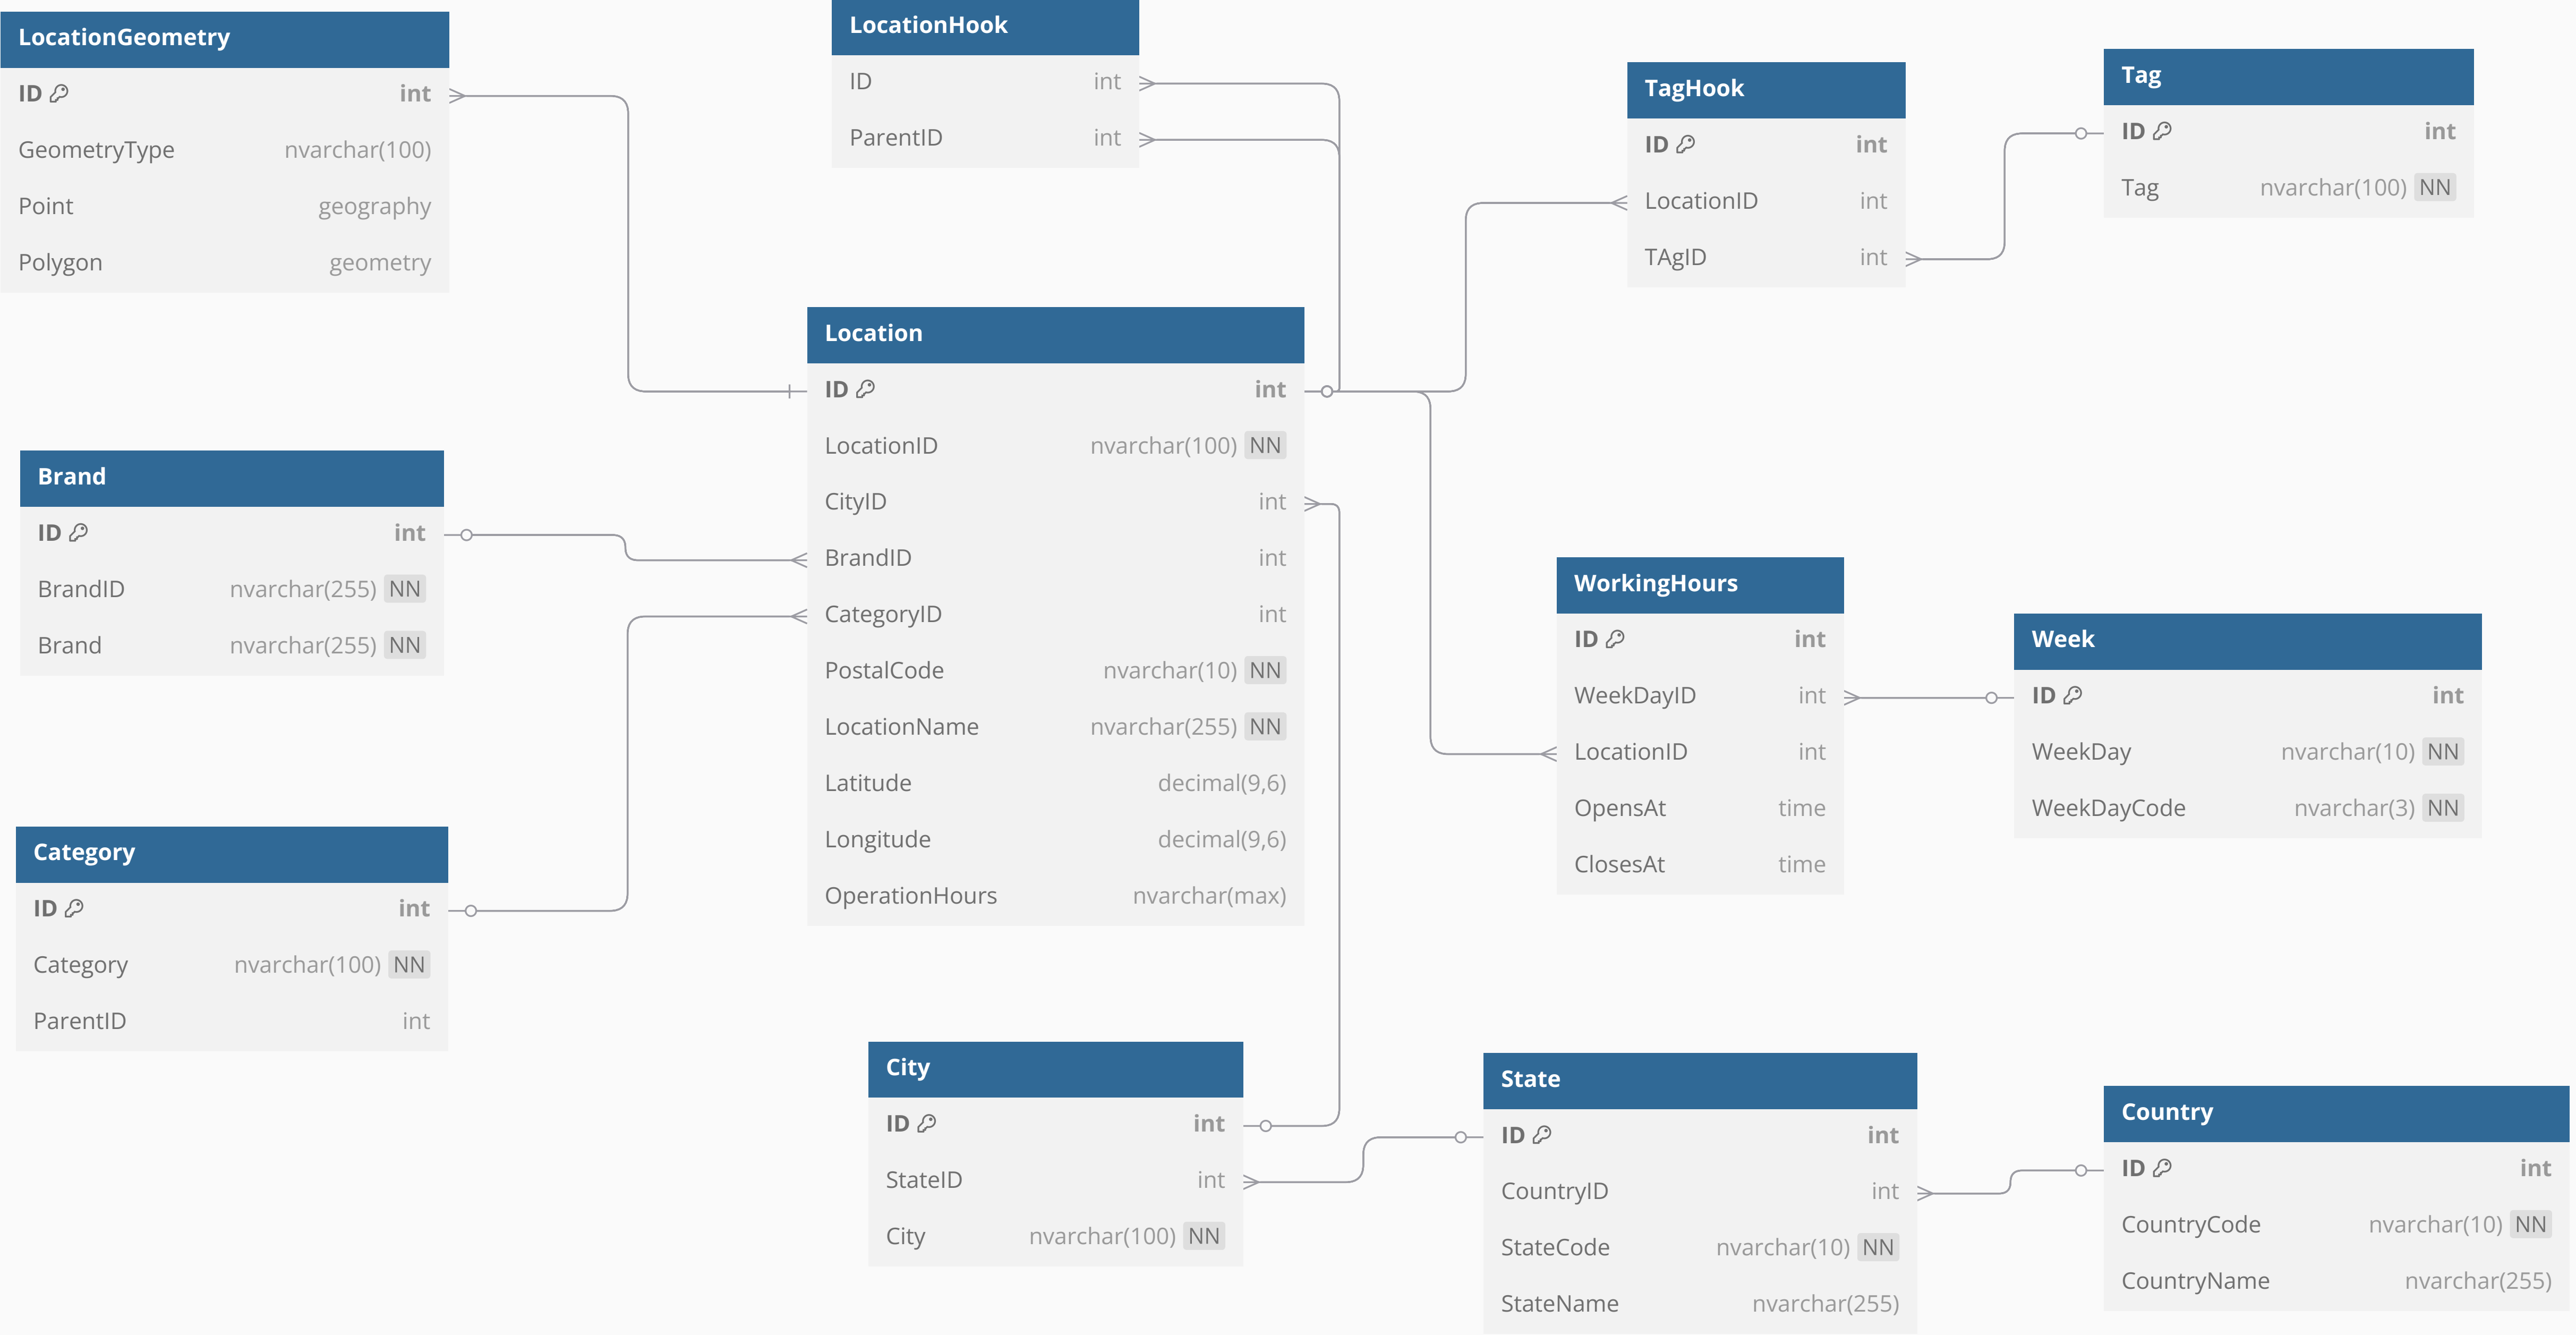 LocationGeometry
ID int
GeometryType nvarchar(100)
Point geography
Polygon geometry
LocationHook
ID int
ParentID int
TagHook
ID int
LocationID int
TAgID int
Tag
ID int
Tag nvarchar(100) NN
Location
ID int
LocationID nvarchar(100) NN
CityID int
BrandID int
CategoryID int
PostalCode nvarchar(10) NN
LocationName nvarchar(255) NN
Latitude decimal(9,6)
Longitude decimal(9,6)
OperationHours nvarchar(max)
Brand
ID int
BrandID nvarchar(255) NN
Brand nvarchar(255) NN
WorkingHours
ID int
WeekDayID int
LocationID int
OpensAt time
ClosesAt time
Week
ID int
WeekDay nvarchar(10) NN
WeekDayCode nvarchar(3) NN
Category
ID int
Category nvarchar(100) NN
ParentID int
City
ID int
StateID int
City nvarchar(100) NN
State
ID int
CountryID int
StateCode nvarchar(10) NN
StateName nvarchar(255)
Country
ID int
CountryCode nvarchar(10) NN
CountryName nvarchar(255)